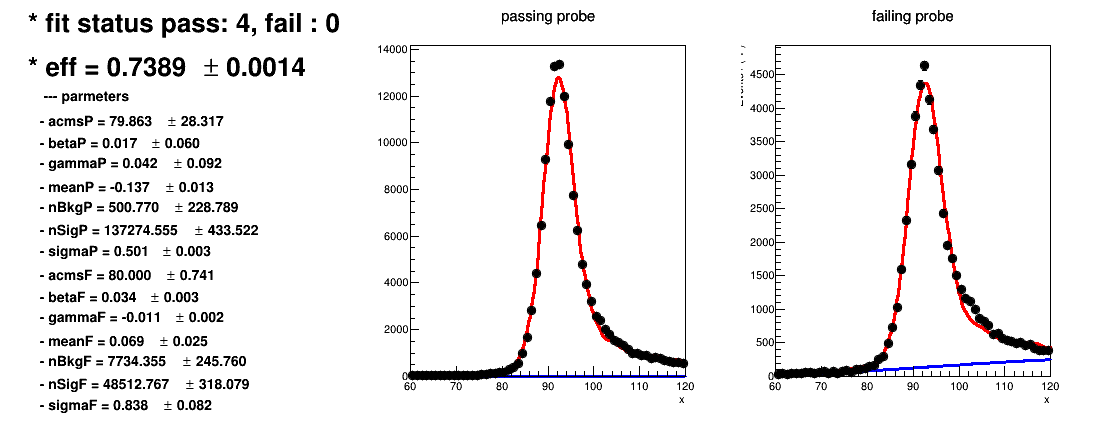 * fit status pass: 4, fail : 0
* eff = 0.7389 ± 0.0014
--- parmeters
- acmsP = 79.863 ± 28.317
- betaP = 0.017 ± 0.060
- gammaP = 0.042 ± 0.092
- meanP = -0.137 ± 0.013
- nBkgP = 500.770 ± 228.789
- nSigP = 137274.555 ± 433.522
- sigmaP = 0.501 ± 0.003
- acmsF = 80.000 ± 0.741
- betaF = 0.034 ± 0.003
- gammaF = -0.011 ± 0.002
- meanF = 0.069 ± 0.025
- nBkgF = 7734.355 ± 245.760
- nSigF = 48512.767 ± 318.079
- sigmaF = 0.838 ± 0.082
passing probe
14000
12000
10000
8000
6000
4000
2000
0
60 70 80 90 100 110 120
x
failing probe
4500
4000
3500
3000
2500
2000
1500
1000
500
0
60 70 80 90 100 110 120
x